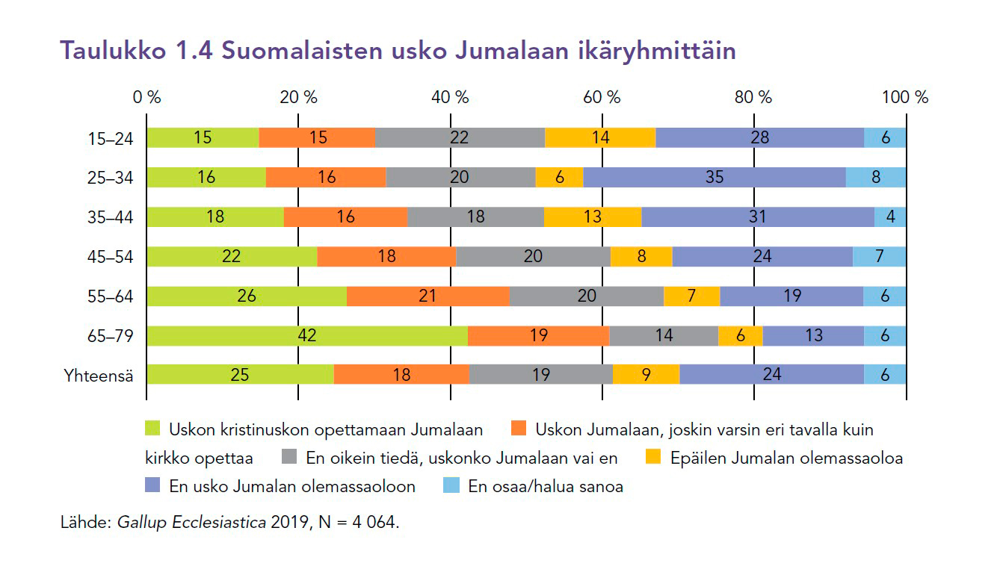 Taulukko 1.4 Suomalaisten usko Jumalaan ikäryhmittäin
0 % 20 % 40 % 60 % 80 % 100 %
15–24 15 15 22 14 28 6
25–34 16 16 20 6 35 8
35–44 18 16 18 13 31 4
45–54 22 18 20 8 24 7
55–64 26 21 20 7 19 6
65–79 42 19 14 6 13 6
Yhteensä 25 18 19 9 24 6
Uskon kristinuskon opettamaan Jumalaan Uskon Jumalaan, joskin varsin eri tavalla kuin
kirkko opettaa En oikein tiedä, uskonko Jumalaan vai en Epäilen Jumalan olemassaoloa
En usko Jumalan olemassaoloon En osaa/halua sanoa
Lähde: Gallup Ecclesiastica 2019, N = 4 064.